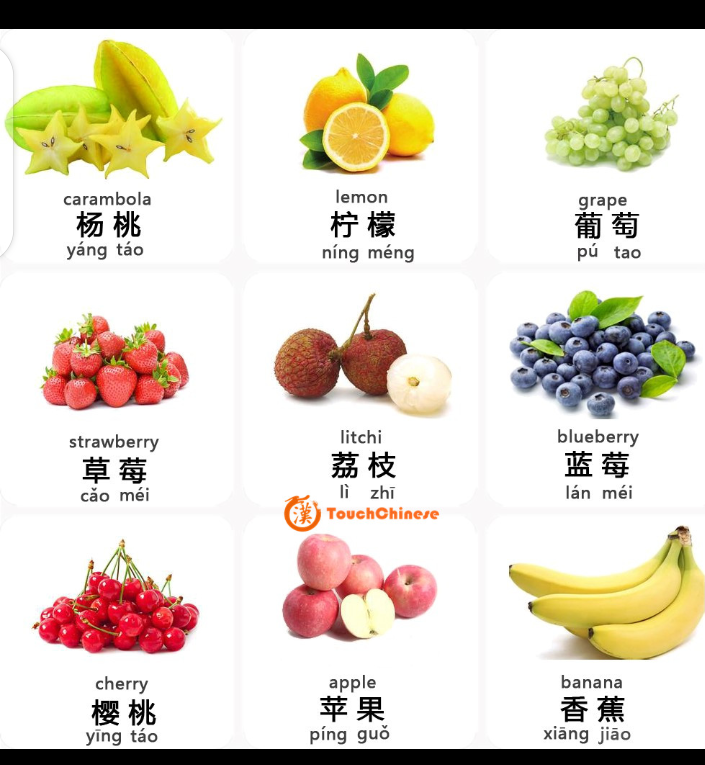 carambola
杨桃
yáng táo
lemon
柠檬
níng méng
grape
葡萄
pú tao
strawberry
草莓
cǎo méi
litchi
荔枝
lì zhī
blueberry
蓝莓
lán méi
漢 TouchChinese
cherry
樱桃
yīng táo
apple
苹果
píng guǒ
banana
香蕉
xiāng jiāo